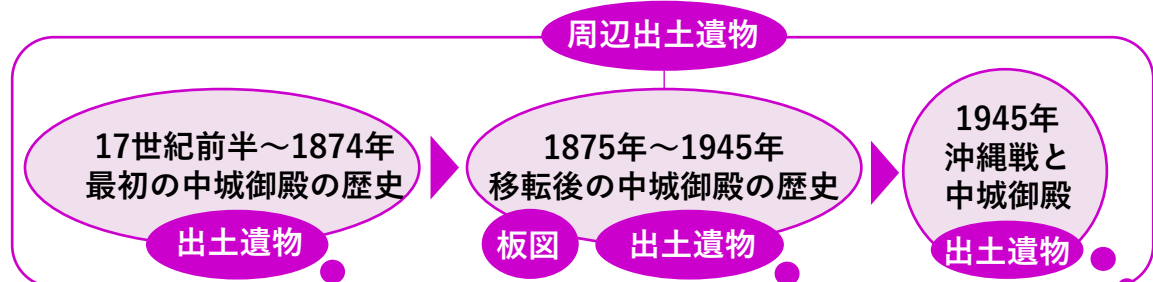 周辺出土遺物
17世紀前半～1874年
最初の中城御殿の歴史
出土遺物
1875年～1945年
移転後の中城御殿の歴史
板図
出土遺物
1945年
沖縄戦と
中城御殿
出土遺物